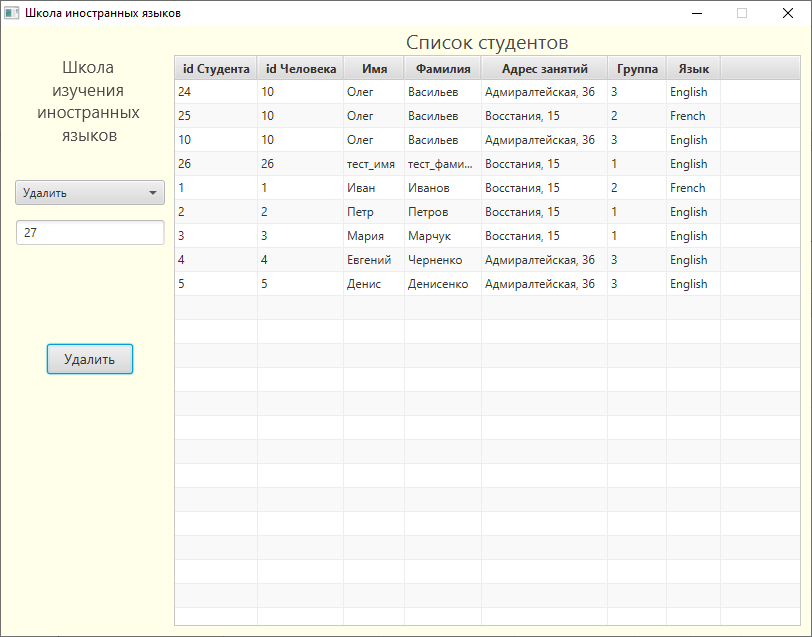 Школа иностранных языков
Список студентов
Школа
изучения
иностранных
языков
Удалить
27
Удалить
id Студента id Человека Имя Фамилия Адрес занятий Группа Язык
24 10 Олег Васильев Адмиралтейская, 36 3 English
25 10 Олег Васильев Восстания, 15 2 French
10 10 Олег Васильев Адмиралтейская, 36 3 English
26 26 тест_имя тест_фами... Восстания, 15 1 English
1 1 Иван Иванов Восстания, 15 2 French
2 2 Петр Петров Восстания, 15 1 English
3 3 Мария Марчук Восстания, 15 1 English
4 4 Евгений Черненко Адмиралтейская, 36 3 English
5 5 Денис Денисенко Адмиралтейская, 36 3 English